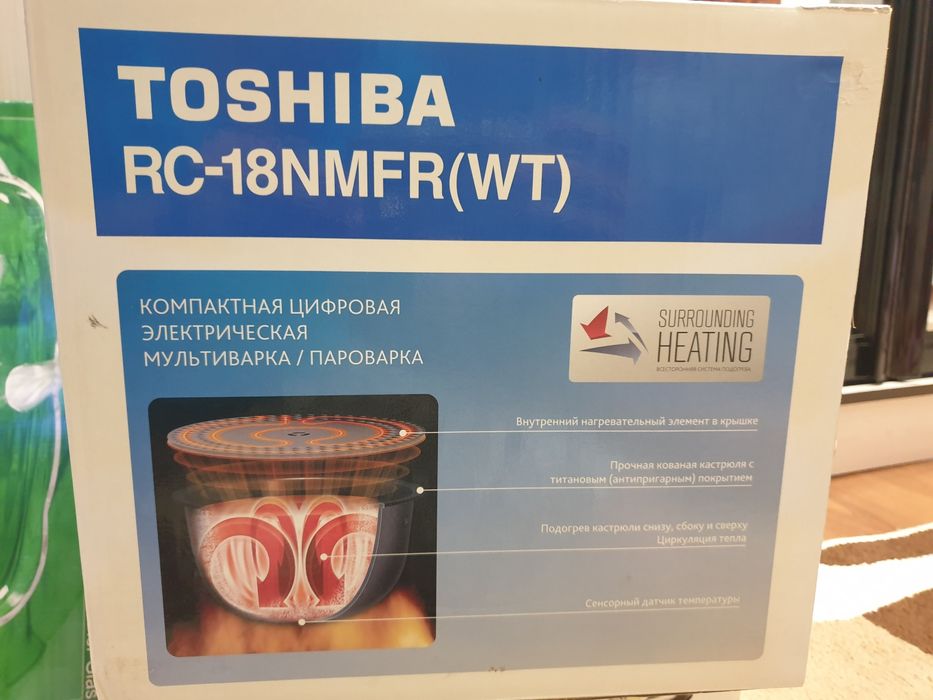 TOSHIBA
RC-18NMFR(WT)
КОМПАКТНАЯ ЦИФРОВАЯ
ЭЛЕКТРИЧЕСКАЯ
МУЛЬТИВАРКА / ПАРОВАРКА
SURROUNDING
HEATING
ВСЕСТОРОННЯЯ СИСТЕМА ПОДОГРЕВА
Внутренний нагревательный элемент в крышке
Прочная кованая кастрюля с
титановым (антипригарным) покрытием
Подогрев кастрюли снизу, сбоку и сверху
Циркуляция тепла
Сенсорный датчик температуры